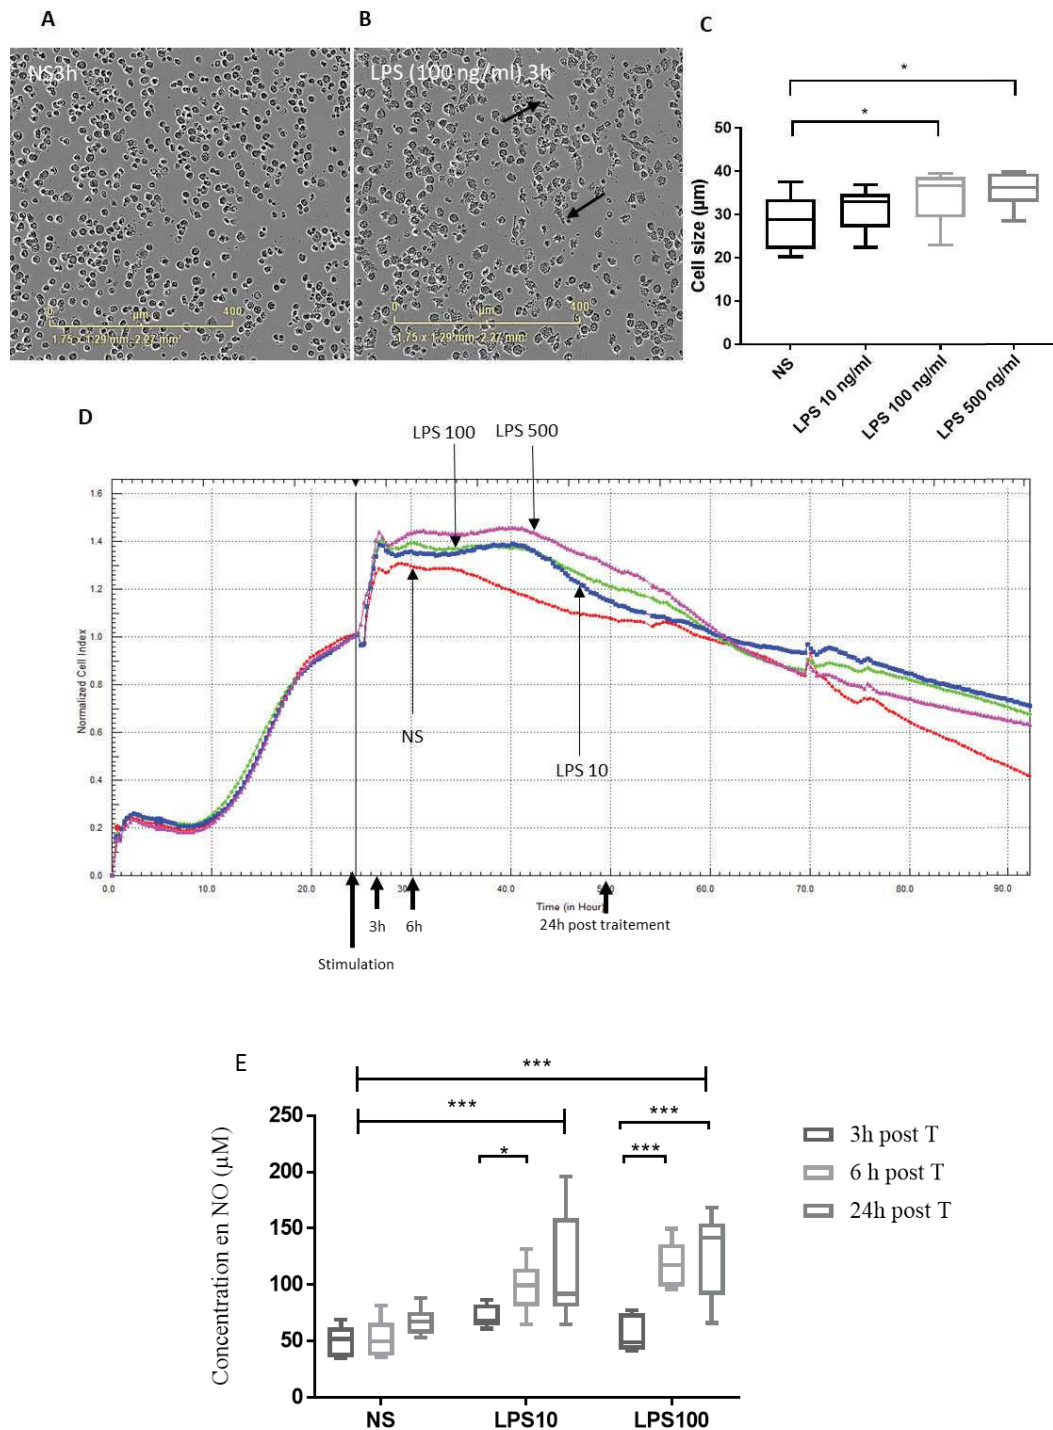 A
B
C
NS3h
LPS (100 ng/ml) 3h
0 µm 400
1.75 x 1.29 mm, 2.27 mm²
0 µm 400
1.75 x 1.29 mm, 2.27 mm²
*
*
Cell size (µm)
50
40
30
20
10
0
NS
LPS 10 ng/ml
LPS 100 ng/ml
LPS 500 ng/ml
D
LPS 100
LPS 500
Normalized Cell Index
1.6
1.4
1.2
1.0
0.8
0.6
0.4
0.2
0.0
NS
LPS 10
0.0 10.0 20.0 30.0 40.0 50.0 60.0 70.0 80.0 90.0
Time (in Hour)
3h
6h
24h post traitement
Stimulation
E
***
***
***
*
***
Concentration en NO (µM)
250
200
150
100
50
0
NS
LPS10
LPS100
3h post T
6 h post T
24h post T